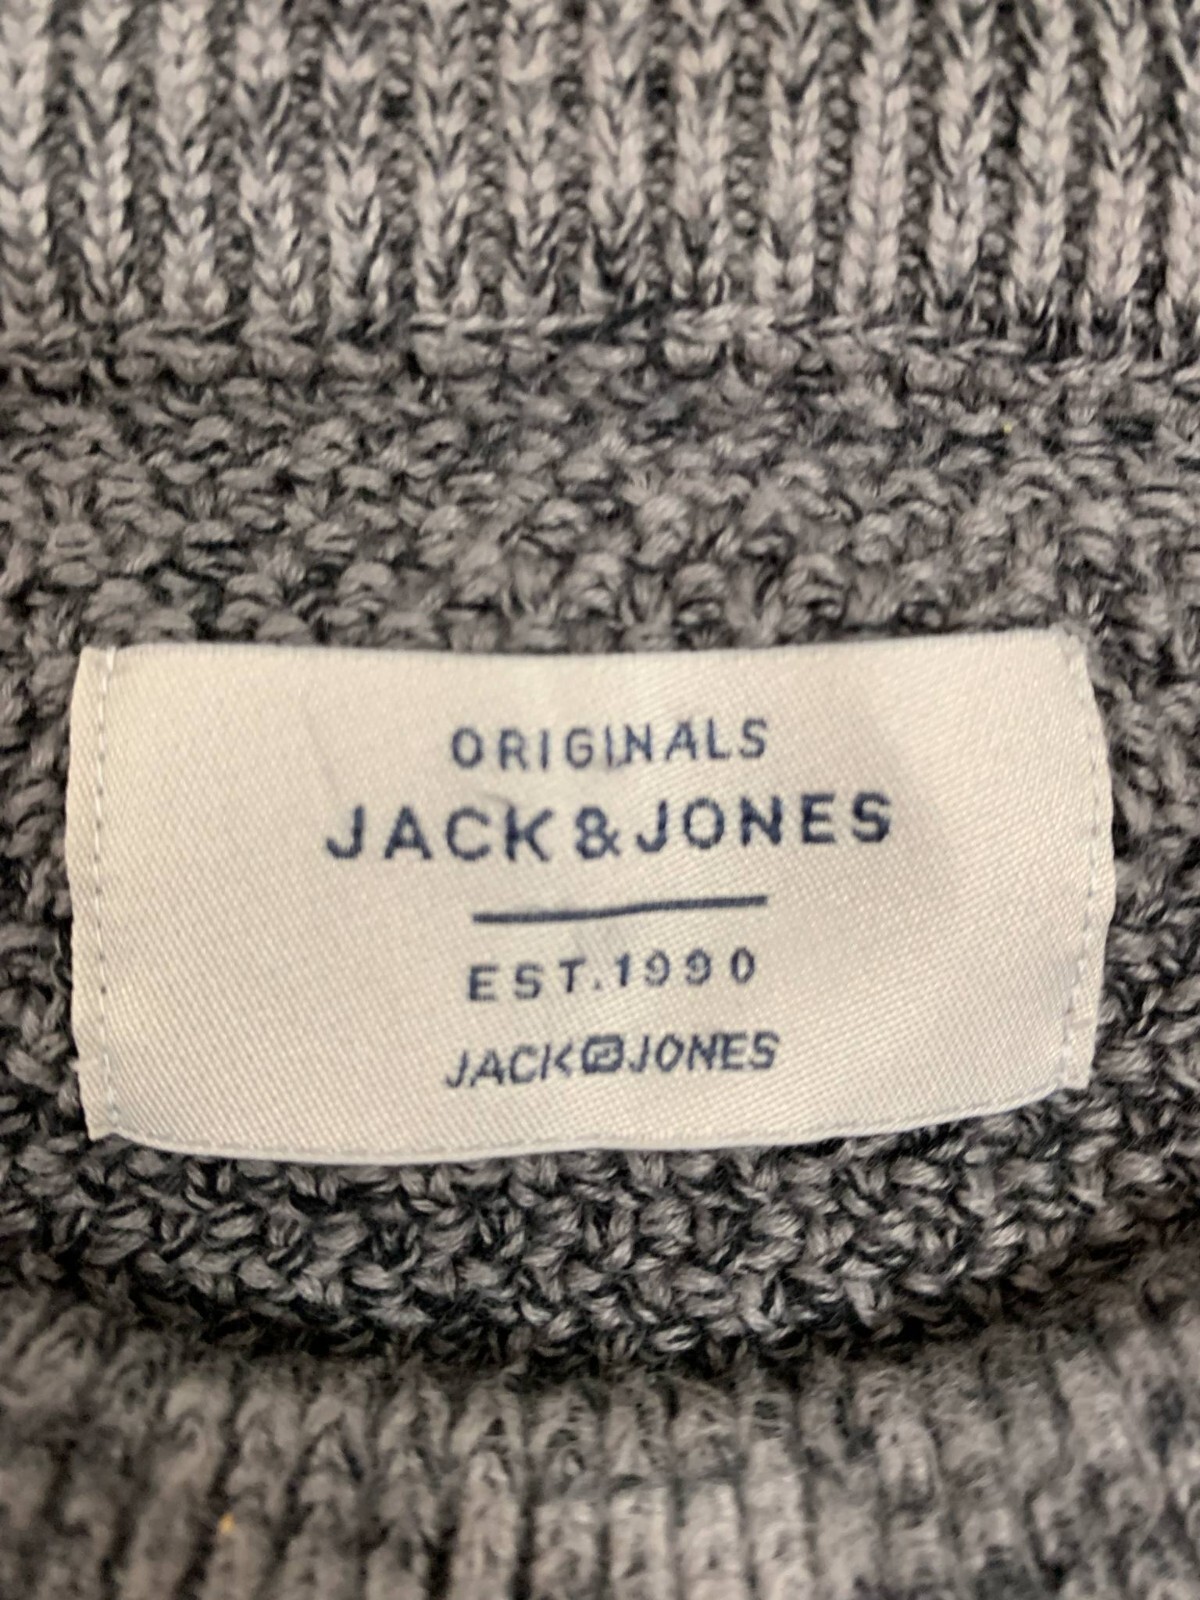 ORIGINALS
JACK & JONES
EST.1990
JACK JONES